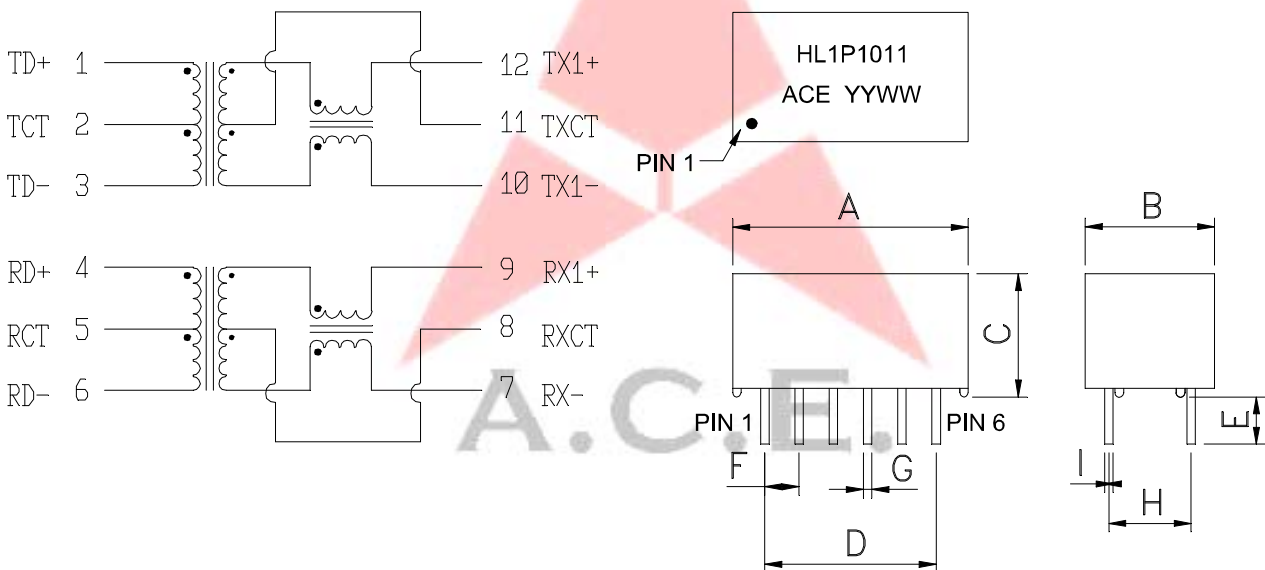 TD+ 1
TCT 2
TD- 3
12 TX1+
11 TXCT
10 TX1-
RD+ 4
RCT 5
RD- 6
9 RX1+
8 RXCT
7 RX-
HL1P1011
ACE YYWW
PIN 1
A
B
C
PIN 1
PIN 6
E
F
G
I
H
D
A.C.E.